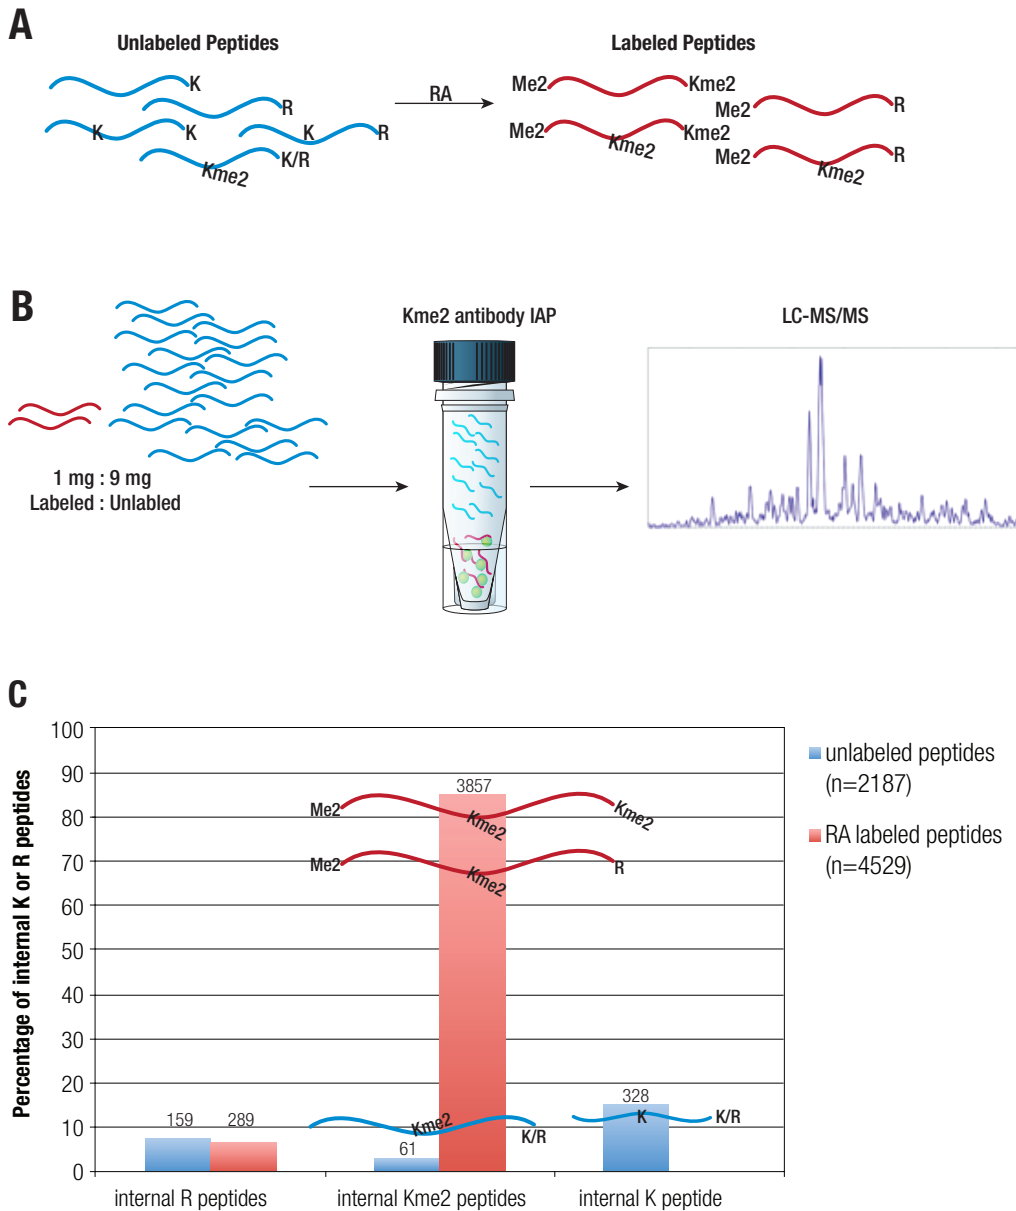 A
Unlabeled Peptides
Labeled Peptides
K
R
K
K
K
R
K/R
Kme2
RA
Me2
Kme2
Me2
R
Me2
Kme2
Kme2
Me2
Kme2
R
B
Kme2 antibody IAP
LC-MS/MS
1 mg : 9 mg
Labeled : Unlabled
C
Percentage of internal K or R peptides
100
90
80
70
60
50
40
30
20
10
0
3857
Me2
Kme2
Kme2
Me2
Kme2
R
159
289
Kme2
K/R
61
328
K
K/R
internal R peptides
internal Kme2 peptides
internal K peptide
unlabeled peptides
(n=2187)
RA labeled peptides
(n=4529)